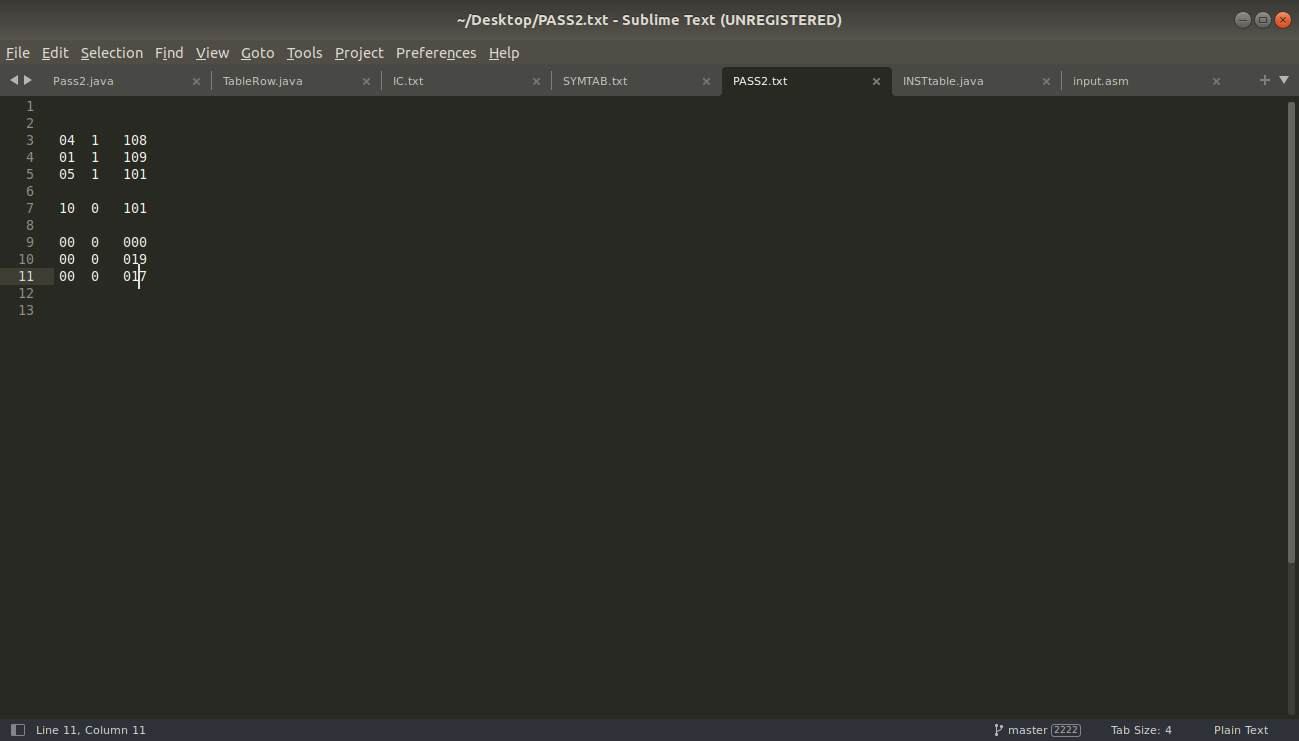 ~/Desktop/PASS2.txt - Sublime Text (UNREGISTERED)
File Edit Selection Find View Goto Tools Project Preferences Help
Pass2.java × TableRow.java × IC.txt × SYMTAB.txt × PASS2.txt × INSTtable.java × input.asm × +
1
2
3 04 1 108
4 01 1 109
5 05 1 101
6
7 10 0 101
8
9 00 0 000
10 00 0 019
11 00 0 017
12
13
Line 11, Column 11 master 2222 Tab Size: 4 Plain Text